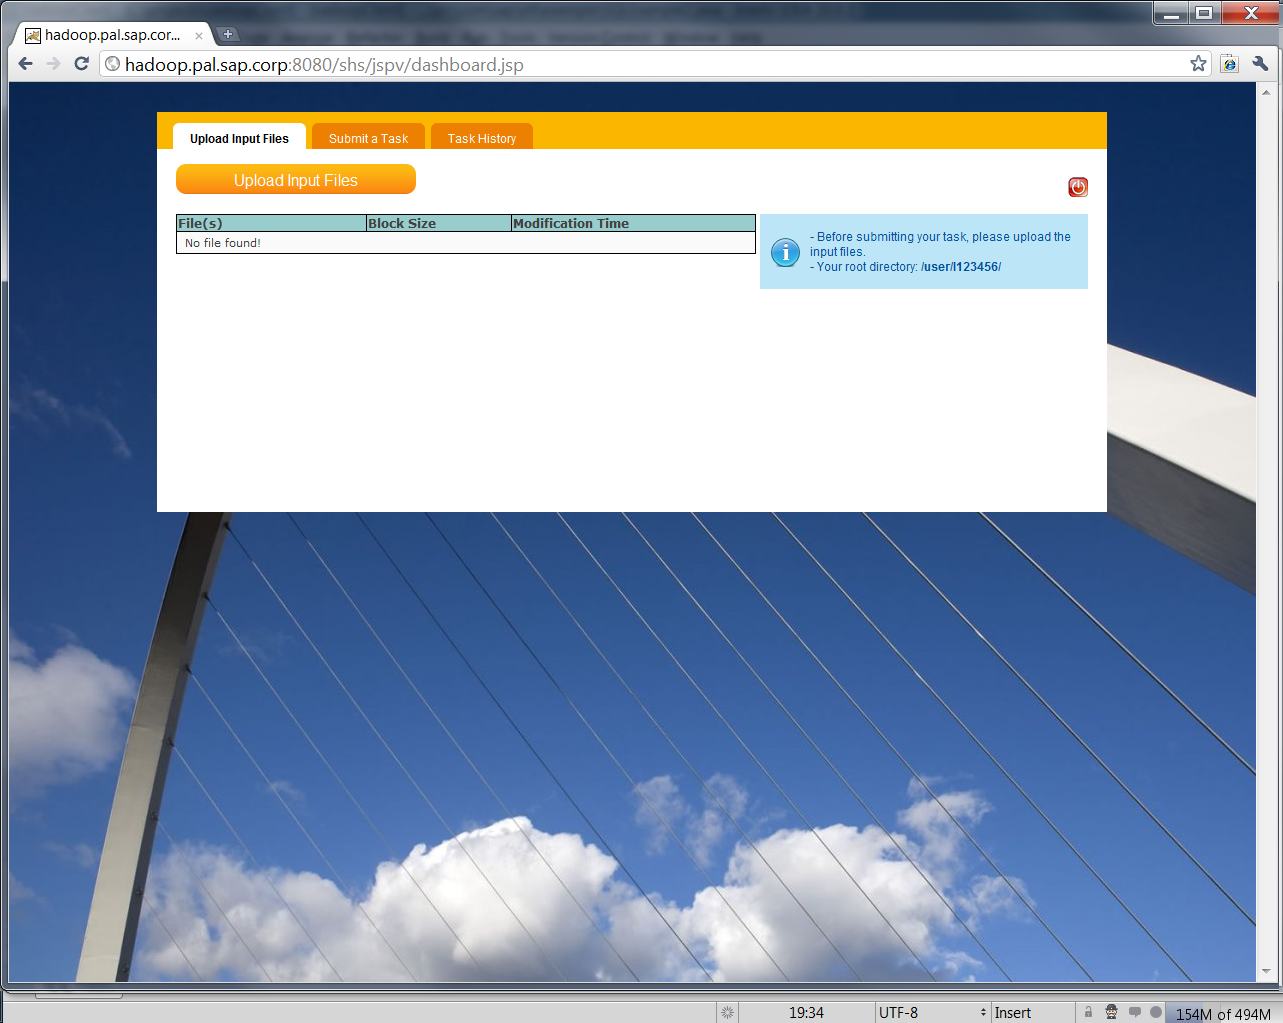 hadoop.pal.sap.cor...
hadoop.pal.sap.corp:8080/shs/jspv/dashboard.jsp
Upload Input Files
Submit a Task
Task History
Upload Input Files
File(s)
Block Size
Modification Time
No file found!
- Before submitting your task, please upload the
input files.
- Your root directory: /user/I123456/
19:34
UTF-8
Insert
154M of 494M